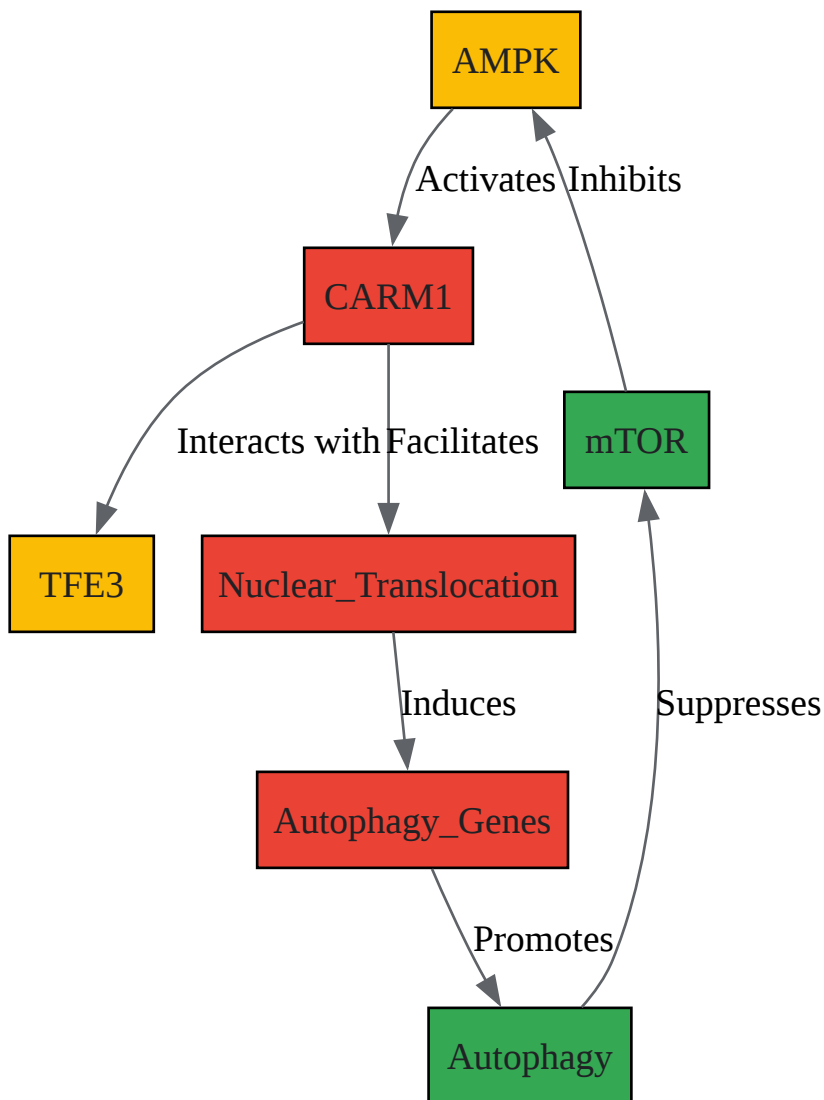 AMPK
Activates
Inhibits
CARM1
Interacts with
Facilitates
mTOR
TFE3
Nuclear_Translocation
Induces
Suppresses
Autophagy_Genes
Promotes
Autophagy